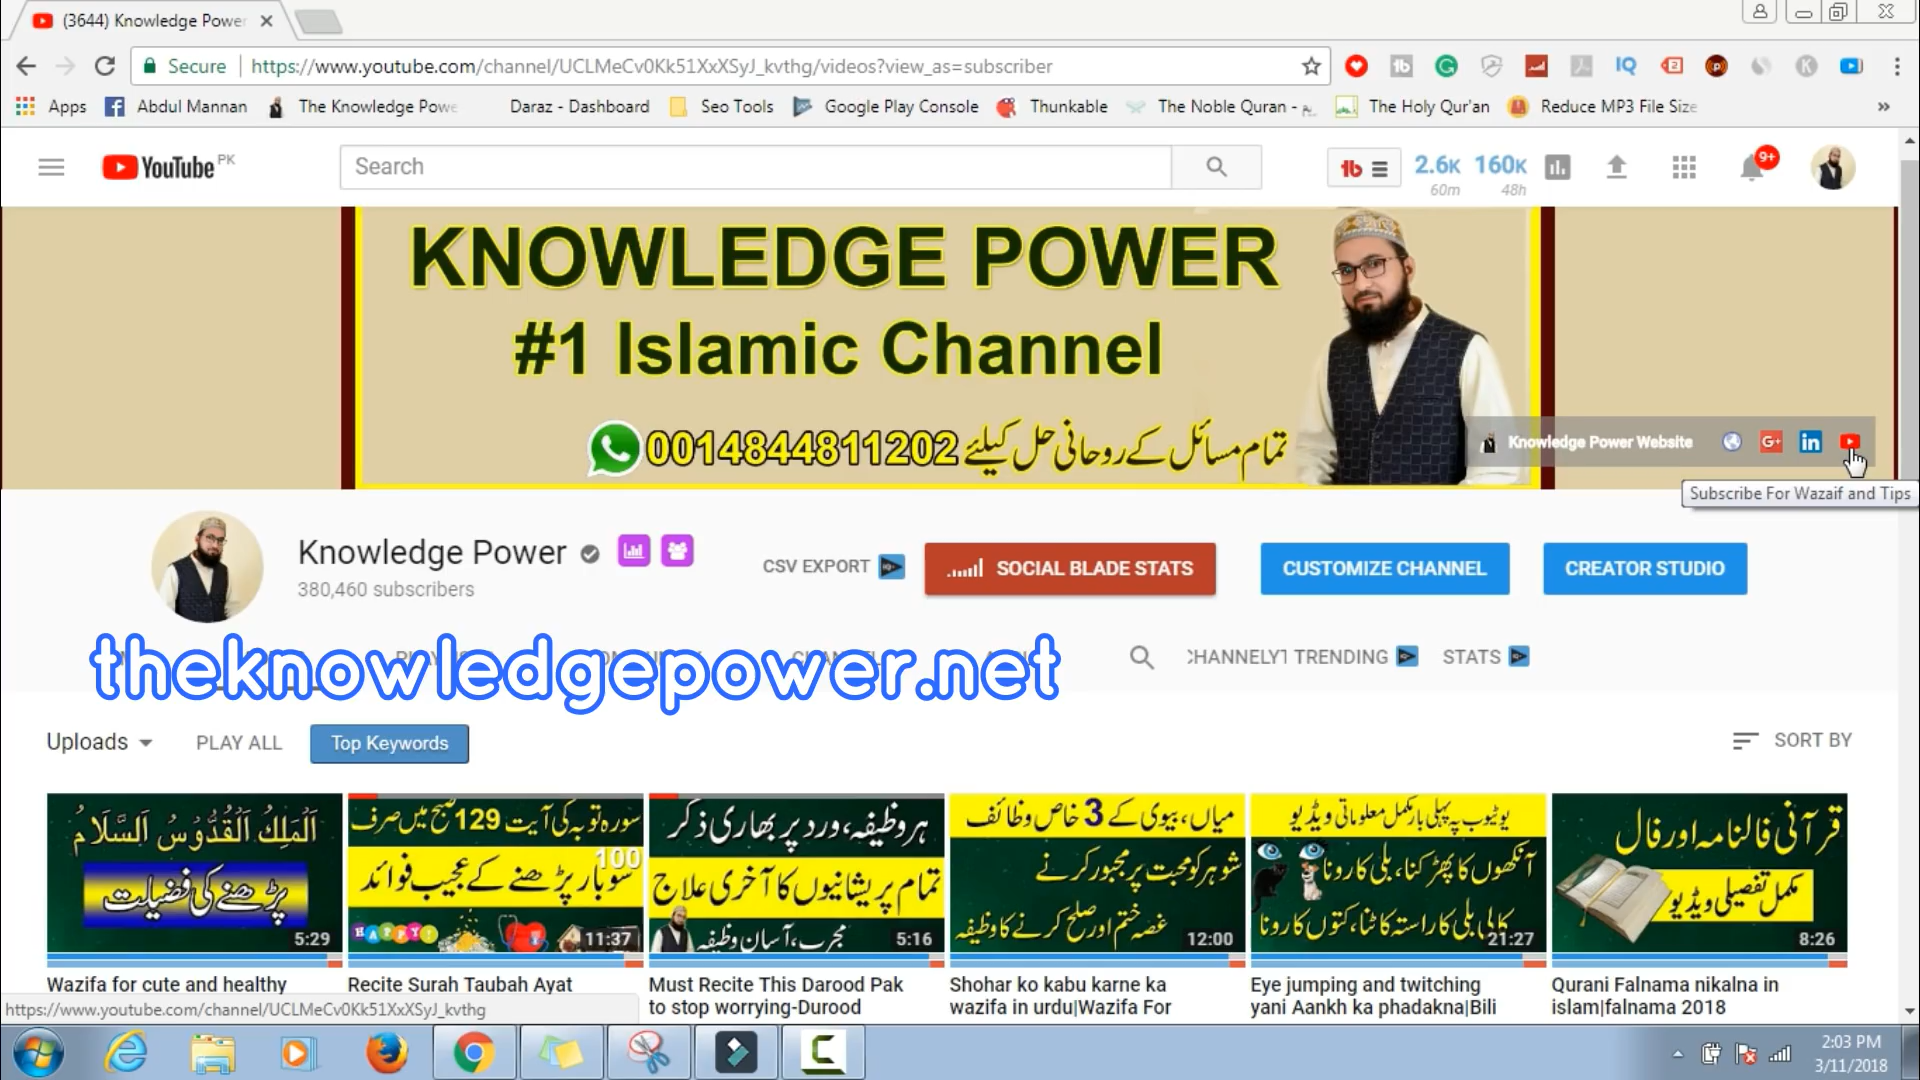 (3644) Knowledge Power
Secure https://www.youtube.com/channel/UCLMeCv0Kk51XxXSyJ_kvthg/videos?view_as=subscriber
Apps Abdul Mannan The Knowledge Powe Daraz - Dashboard Seo Tools Google Play Console Thunkable The Noble Quran - The Holy Qur'an Reduce MP3 File Size »
YouTube PK Search 2.6K 160K 9+
60m 48h
KNOWLEDGE POWER
#1 Islamic Channel
0014844811202 تمام مسائل کے روحانی حل کیلئے
Knowledge Power Website G+ in
Subscribe For Wazaif and Tips
Knowledge Power
380,460 subscribers
CSV EXPORT SOCIAL BLADE STATS CUSTOMIZE CHANNEL CREATOR STUDIO
theknowledgepower.net
CHANNELYT TRENDING STATS
Uploads PLAY ALL Top Keywords SORT BY
اَلْمَلِکُ اَلْقُدُّوْسُ اَلسَّلَامُ
پڑھنے کی فضیلت
5:29
سورہ توبہ کی آیت 129 صبح میں صرف
100
سو بار پڑھنے کے عجیب فوائد
HAPPY!
11:37
ہر وظیفہ، ورد پر بھاری ذکر
تمام پریشانیوں کا آخری علاج
مجرب، آسان وظیفہ
5:16
میاں، بیوی کے 3 خاص وظائف
شوہر کو محبت پر مجبور کرنے
غصہ ختم اور صلح کرنے کا وظیفہ
12:00
یوٹیوب پہ پہلی بار مکمل معلوماتی ویڈیو
آنکھوں کا پھڑکنا، بلی کا رونا
کالی بلی کا راستہ کاٹنا، کتوں کا رونا
21:27
قرآنی فالنامہ اور فال
مکمل تفصیلی ویڈیو
8:26
Wazifa for cute and healthy
Recite Surah Taubah Ayat
Must Recite This Darood Pak
to stop worrying-Durood
Shohar ko kabu karne ka
wazifa in urdu|Wazifa For
Eye jumping and twitching
yani Aankh ka phadakna|Bili
Qurani Falnama nikalna in
islam|falnama 2018
https://www.youtube.com/channel/UCLMeCv0Kk51XxXSyJ_kvthg
2:03 PM
3/11/2018